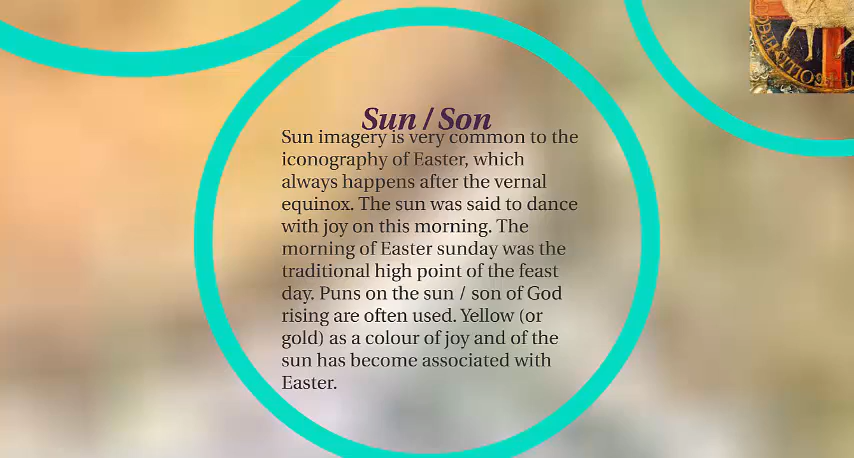 Sun / Son
Sun imagery is very common to the
iconography of Easter, which
always happens after the vernal
equinox. The sun was said to dance
with joy on this morning. The
morning of Easter sunday was the
traditional high point of the feast
day. Puns on the sun / son of God
rising are often used. Yellow (or
gold) as a colour of joy and of the
sun has become associated with
Easter.